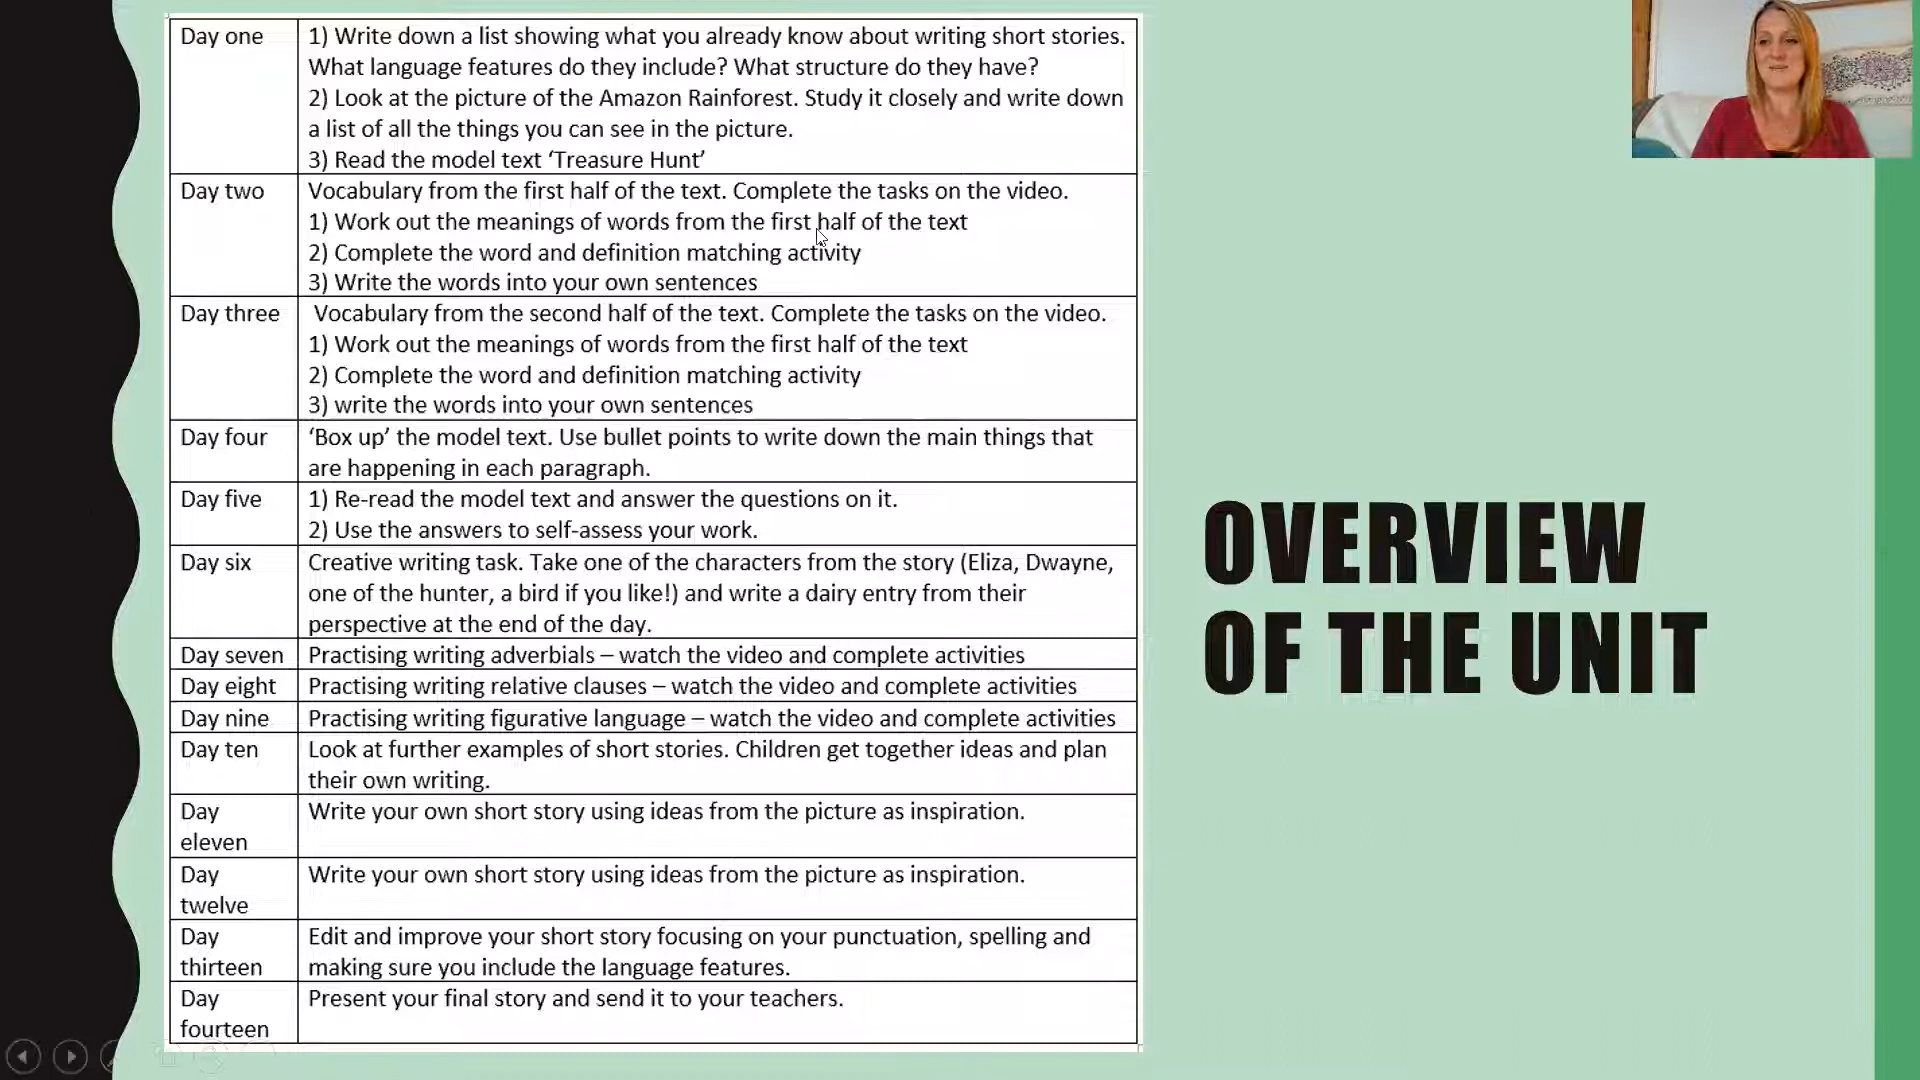 Day one
1) Write down a list showing what you already know about writing short stories.
What language features do they include? What structure do they have?
2) Look at the picture of the Amazon Rainforest. Study it closely and write down
a list of all the things you can see in the picture.
3) Read the model text ‘Treasure Hunt’
Day two
Vocabulary from the first half of the text. Complete the tasks on the video.
1) Work out the meanings of words from the first half of the text
2) Complete the word and definition matching activity
3) Write the words into your own sentences
Day three
Vocabulary from the second half of the text. Complete the tasks on the video.
1) Work out the meanings of words from the first half of the text
2) Complete the word and definition matching activity
3) write the words into your own sentences
Day four
‘Box up’ the model text. Use bullet points to write down the main things that
are happening in each paragraph.
Day five
1) Re-read the model text and answer the questions on it.
2) Use the answers to self-assess your work.
Day six
Creative writing task. Take one of the characters from the story (Eliza, Dwayne,
one of the hunter, a bird if you like!) and write a dairy entry from their
perspective at the end of the day.
Day seven
Practising writing adverbials – watch the video and complete activities
Day eight
Practising writing relative clauses – watch the video and complete activities
Day nine
Practising writing figurative language – watch the video and complete activities
Day ten
Look at further examples of short stories. Children get together ideas and plan
their own writing.
Day
eleven
Write your own short story using ideas from the picture as inspiration.
Day
twelve
Write your own short story using ideas from the picture as inspiration.
Day
thirteen
Edit and improve your short story focusing on your punctuation, spelling and
making sure you include the language features.
Day
fourteen
Present your final story and send it to your teachers.
OVERVIEW
OF THE UNIT